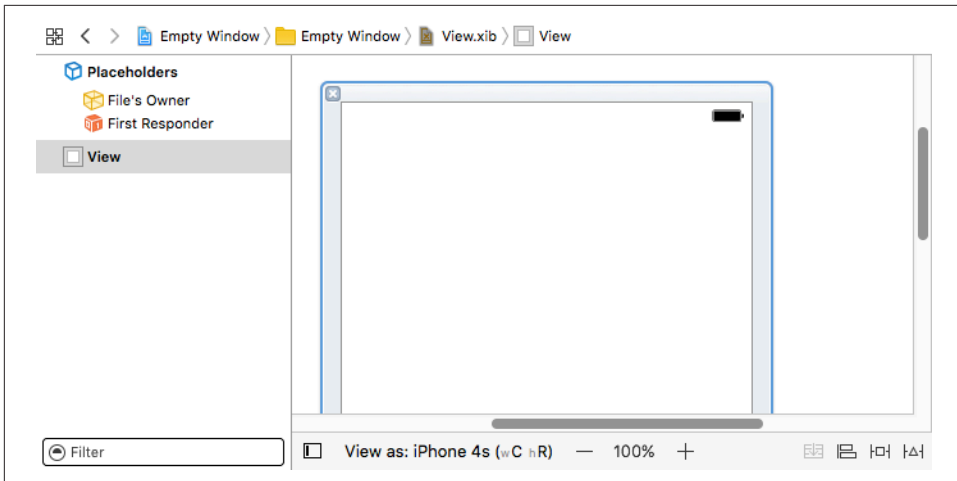 Empty Window 〉 Empty Window 〉 View.xib 〉 View
Placeholders
File's Owner
First Responder
View
Filter
View as: iPhone 4s (wC hR) — 100% +